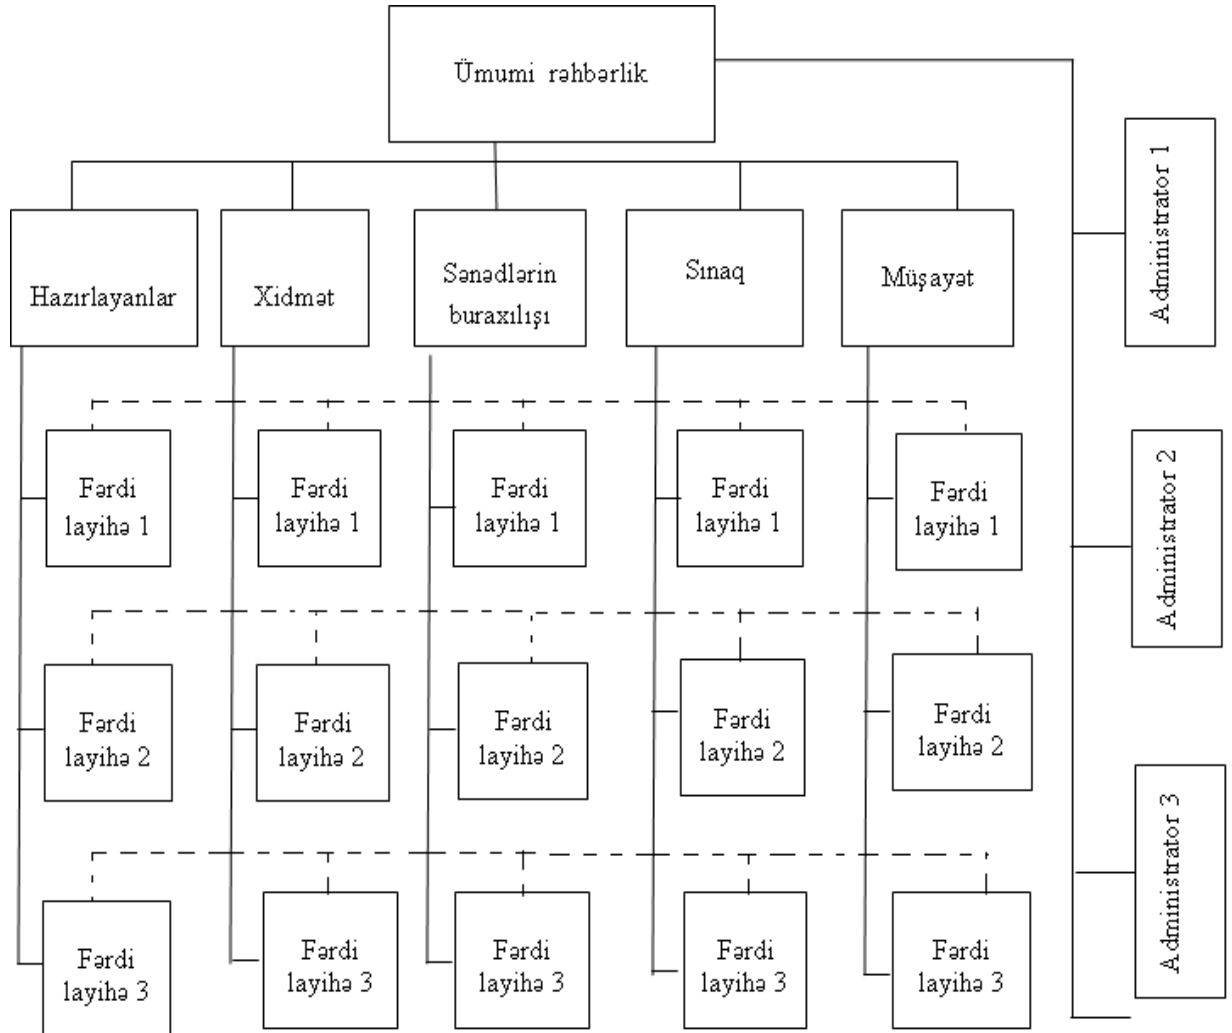 Ümumi rəhbərlik
Hazırlayanlar
Xidmət
Sənədlərin
buraxılışı
Sınaq
Müşayət
Administrator 1
Fərdi
layihə 1
Fərdi
layihə 1
Fərdi
layihə 1
Fərdi
layihə 1
Fərdi
layihə 1
Administrator 2
Fərdi
layihə 2
Fərdi
layihə 2
Fərdi
layihə 2
Fərdi
layihə 2
Fərdi
layihə 2
Administrator 3
Fərdi
layihə 3
Fərdi
layihə 3
Fərdi
layihə 3
Fərdi
layihə 3
Fərdi
layihə 3